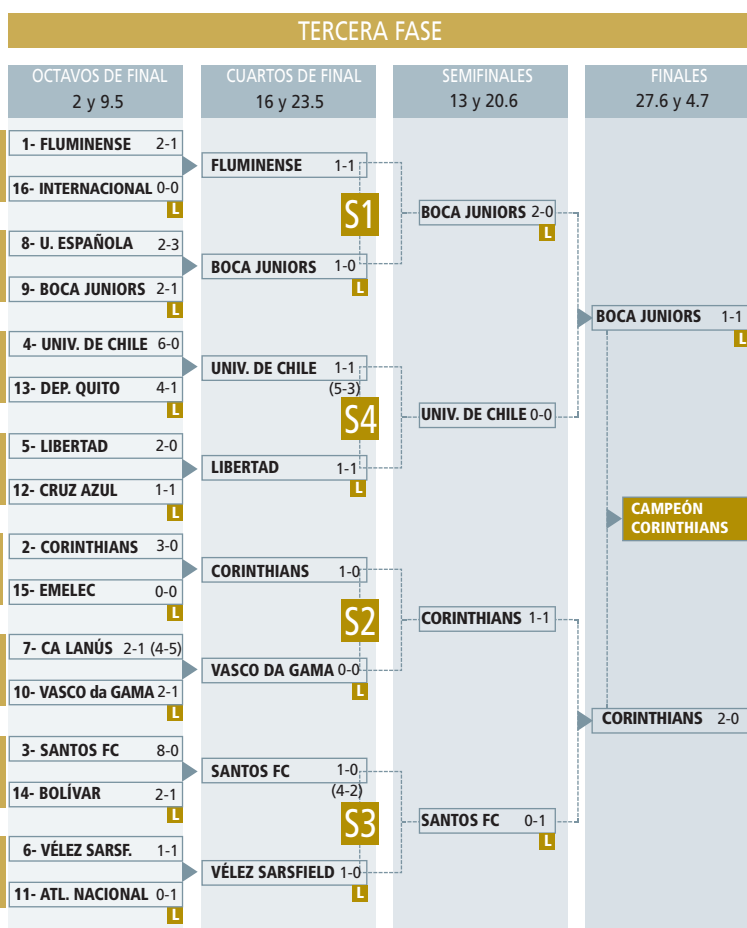 TERCERA FASE
OCTAVOS DE FINAL
2 y 9.5
1- FLUMINENSE 2-1
16- INTERNACIONAL 0-0
L
8- U. ESPAÑOLA 2-3
9- BOCA JUNIORS 2-1
L
4- UNIV. DE CHILE 6-0
13- DEP. QUITO 4-1
L
5- LIBERTAD 2-0
12- CRUZ AZUL 1-1
L
2- CORINTHIANS 3-0
15- EMELEC 0-0
L
7- CA LANÚS 2-1 (4-5)
10- VASCO da GAMA 2-1
L
3- SANTOS FC 8-0
14- BOLÍVAR 2-1
L
6- VÉLEZ SARSF. 1-1
11- ATL. NACIONAL 0-1
L
CUARTOS DE FINAL
16 y 23.5
FLUMINENSE 1-1
S1
BOCA JUNIORS 1-0
L
UNIV. DE CHILE 1-1
(5-3)
S4
LIBERTAD 1-1
L
CORINTHIANS 1-0
S2
VASCO DA GAMA 0-0
L
SANTOS FC 1-0
(4-2)
S3
VÉLEZ SARSFIELD 1-0
L
SEMIFINALES
13 y 20.6
BOCA JUNIORS 2-0
L
UNIV. DE CHILE 0-0
CORINTHIANS 1-1
SANTOS FC 0-1
L
FINALES
27.6 y 4.7
BOCA JUNIORS 1-1
L
CAMPEÓN
CORINTHIANS
CORINTHIANS 2-0